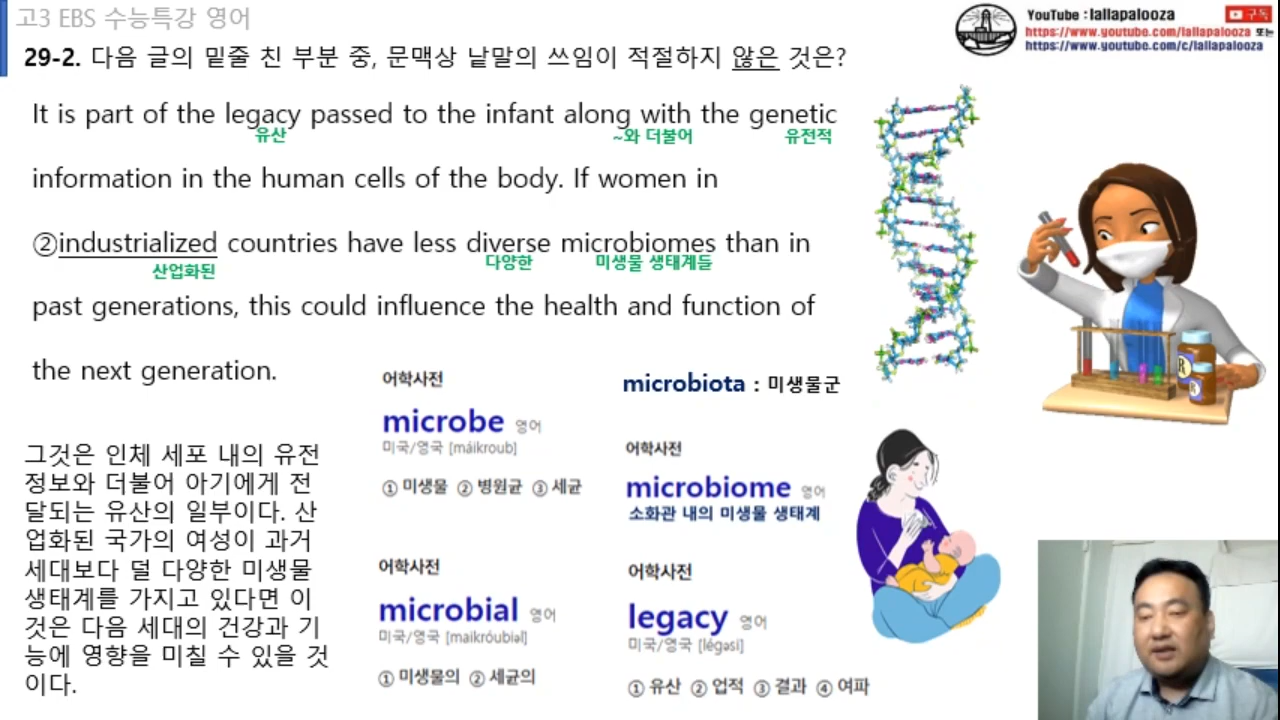 고3 EBS 수능특강 영어
YouTube : lallapalooza
구독
https://www.youtube.com/lallapalooza 또는
https://www.youtube.com/c/lallapalooza
29-2. 다음 글의 밑줄 친 부분 중, 문맥상 낱말의 쓰임이 적절하지 않은 것은?
It is part of the legacy passed to the infant along with the genetic
유산 ~와 더불어 유전적
information in the human cells of the body. If women in
②industrialized countries have less diverse microbiomes than in
산업화된 다양한 미생물 생태계들
past generations, this could influence the health and function of
the next generation.
그것은 인체 세포 내의 유전
정보와 더불어 아기에게 전
달되는 유산의 일부이다. 산
업화된 국가의 여성이 과거
세대보다 덜 다양한 미생물
생태계를 가지고 있다면 이
것은 다음 세대의 건강과 기
능에 영향을 미칠 수 있을 것
이다.
어학사전
microbe 영어
미국/영국 [máikroub]
① 미생물 ② 병원균 ③ 세균
어학사전
microbial 영어
미국/영국 [maikróubiəl]
① 미생물의 ② 세균의
microbiota : 미생물군
어학사전
microbiome 영어
소화관 내의 미생물 생태계
어학사전
legacy 영어
미국/영국 [légəsi]
① 유산 ② 업적 ③ 결과 ④ 여파